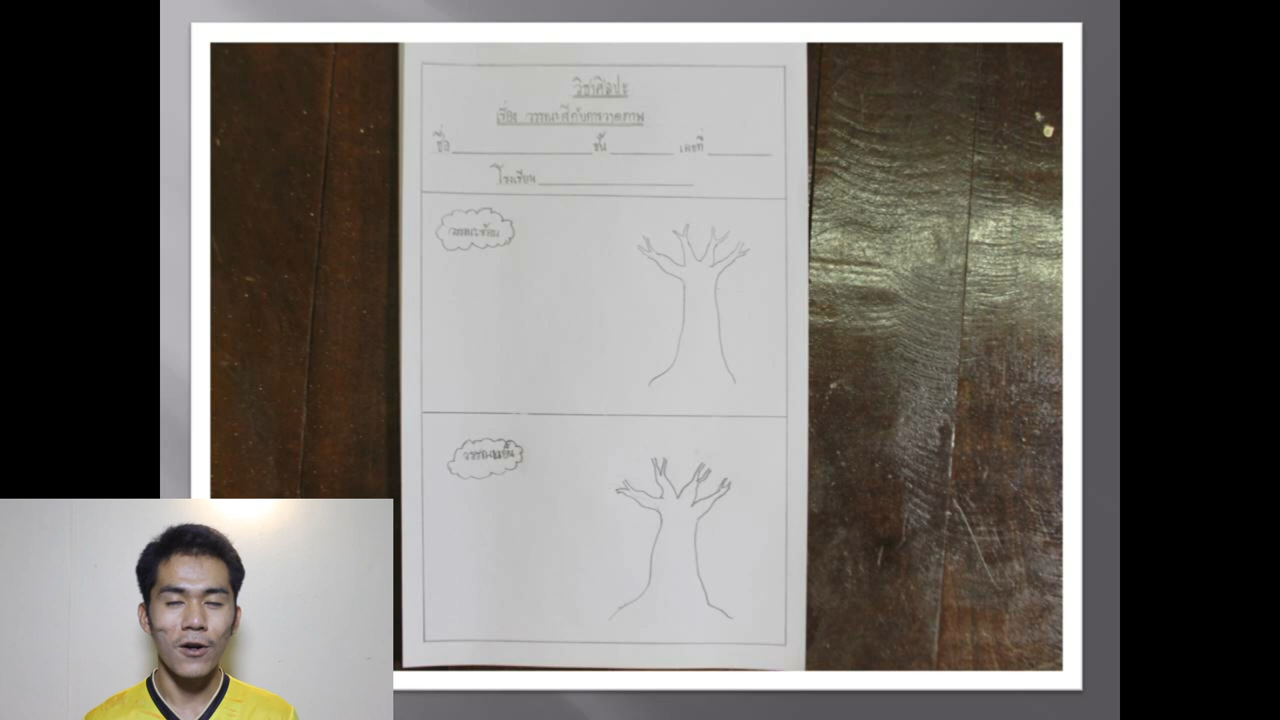 วิชาศิลปะ
เรื่อง วรรณะสีกับการวาดภาพ
ชื่อ ชั้น เลขที่
โรงเรียน
วรรณะร้อน
วรรณะเย็น